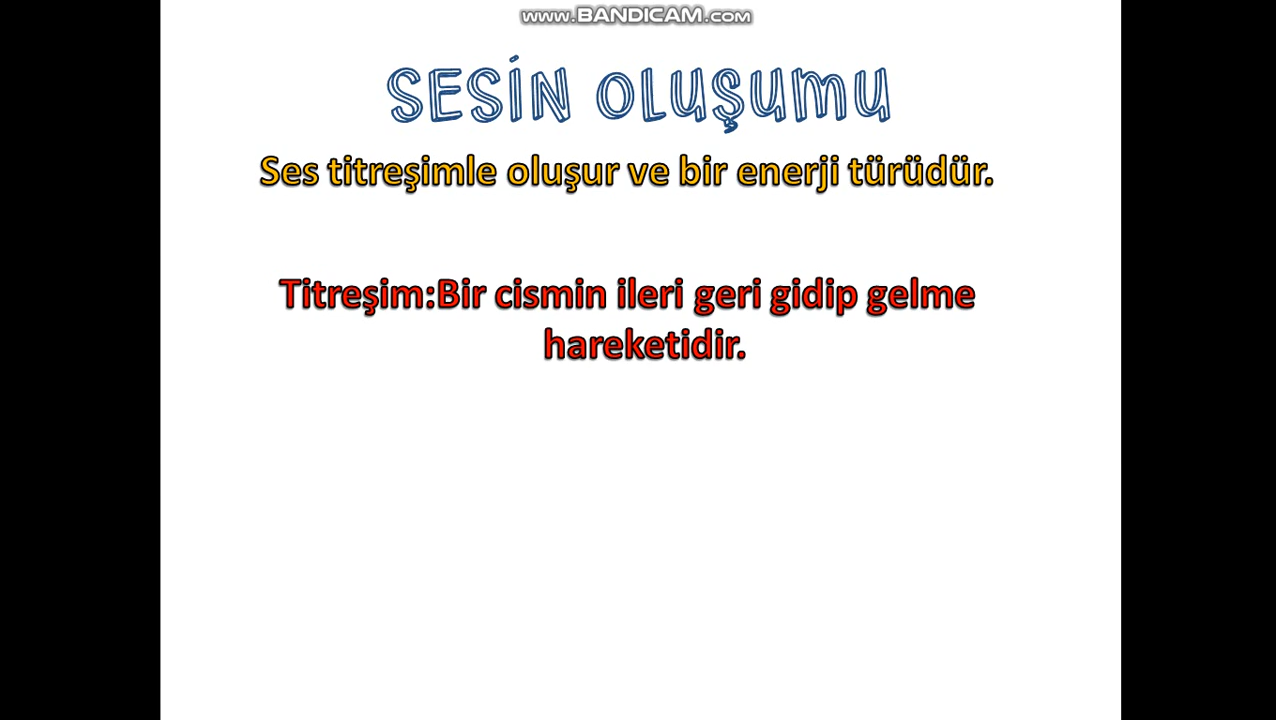 www.BANDICAM.com
SESİN OLUŞUMU
Ses titreşimle oluşur ve bir enerji türüdür.
Titreşim:Bir cismin ileri geri gidip gelme
hareketidir.